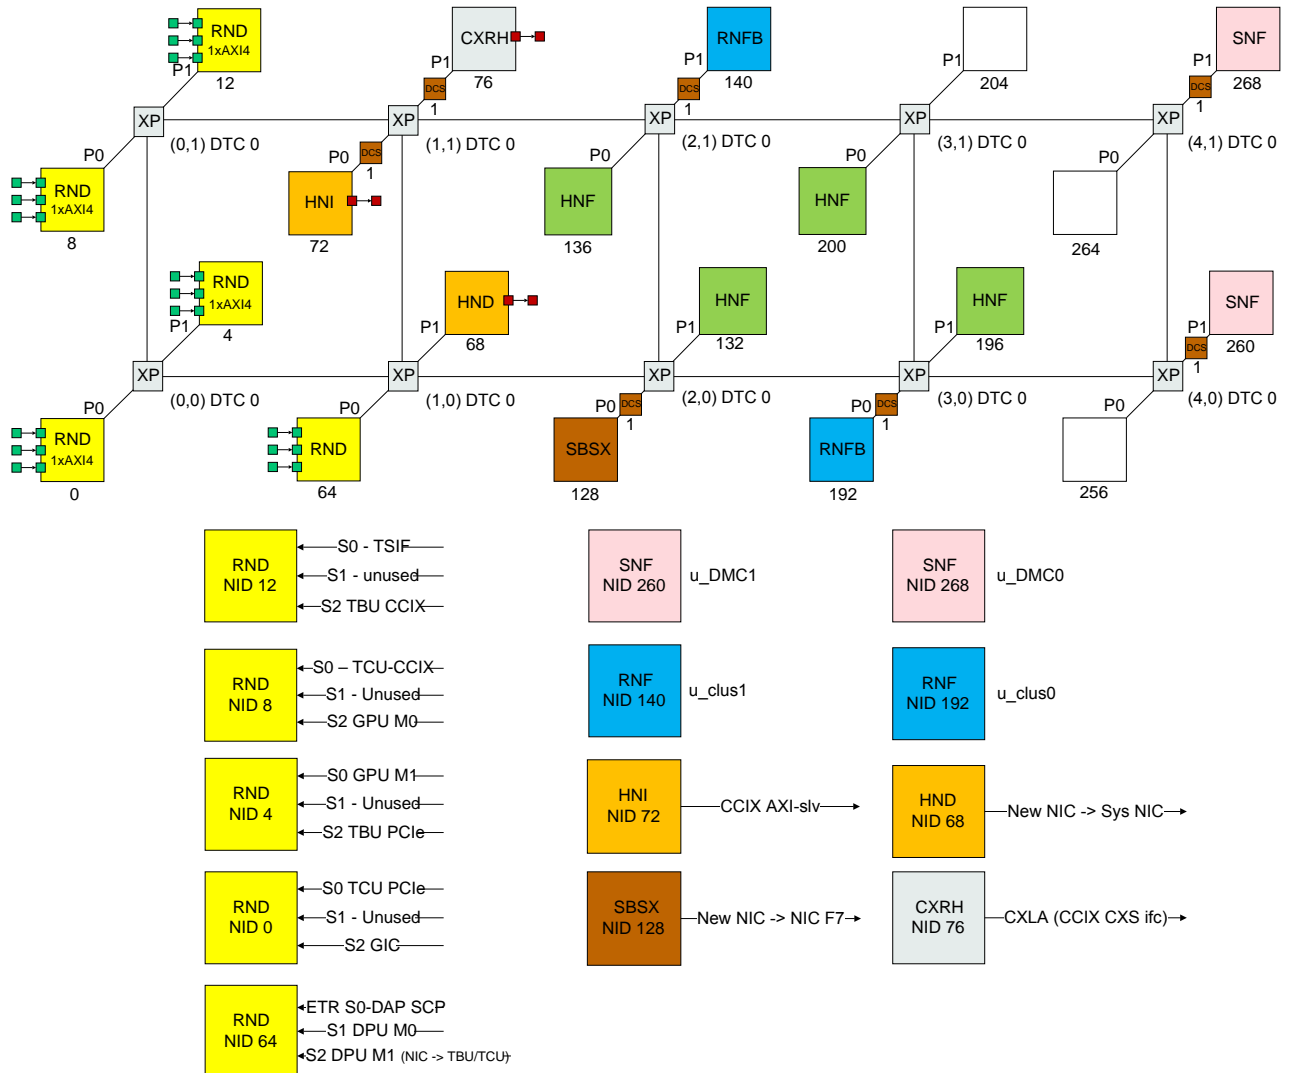 RND
1xAXI4
P1
12
CXRH
P1
76
DCS
1
RNFB
P1
140
DCS
1
P1
204
SNF
P1
268
DCS
1
XP
(0,1) DTC 0
XP
(1,1) DTC 0
XP
(2,1) DTC 0
XP
(3,1) DTC 0
XP
(4,1) DTC 0
P0
RND
1xAXI4
8
P0
DCS
1
HNI
72
P0
HNF
136
P0
HNF
200
P0
264
RND
1xAXI4
P1
4
HND
P1
68
HNF
P1
132
HNF
P1
196
SNF
P1
260
DCS
1
XP
(0,0) DTC 0
XP
(1,0) DTC 0
XP
(2,0) DTC 0
XP
(3,0) DTC 0
XP
(4,0) DTC 0
P0
RND
1xAXI4
0
P0
RND
64
P0
DCS
1
SBSX
128
P0
DCS
1
RNFB
192
P0
256
RND
NID 12
S0 - TSIF
S1 - unused
S2 TBU CCIX
SNF
NID 260
u_DMC1
SNF
NID 268
u_DMC0
RND
NID 8
S0 – TCU-CCIX
S1 - Unused
S2 GPU M0
RNF
NID 140
u_clus1
RNF
NID 192
u_clus0
RND
NID 4
S0 GPU M1
S1 - Unused
S2 TBU PCIe
HNI
NID 72
CCIX AXI-slv
HND
NID 68
New NIC -> Sys NIC
RND
NID 0
S0 TCU PCIe
S1 - Unused
S2 GIC
SBSX
NID 128
New NIC -> NIC F7
CXRH
NID 76
CXLA (CCIX CXS ifc)
RND
NID 64
ETR S0-DAP SCP
S1 DPU M0
S2 DPU M1 (NIC -> TBU/TCU)